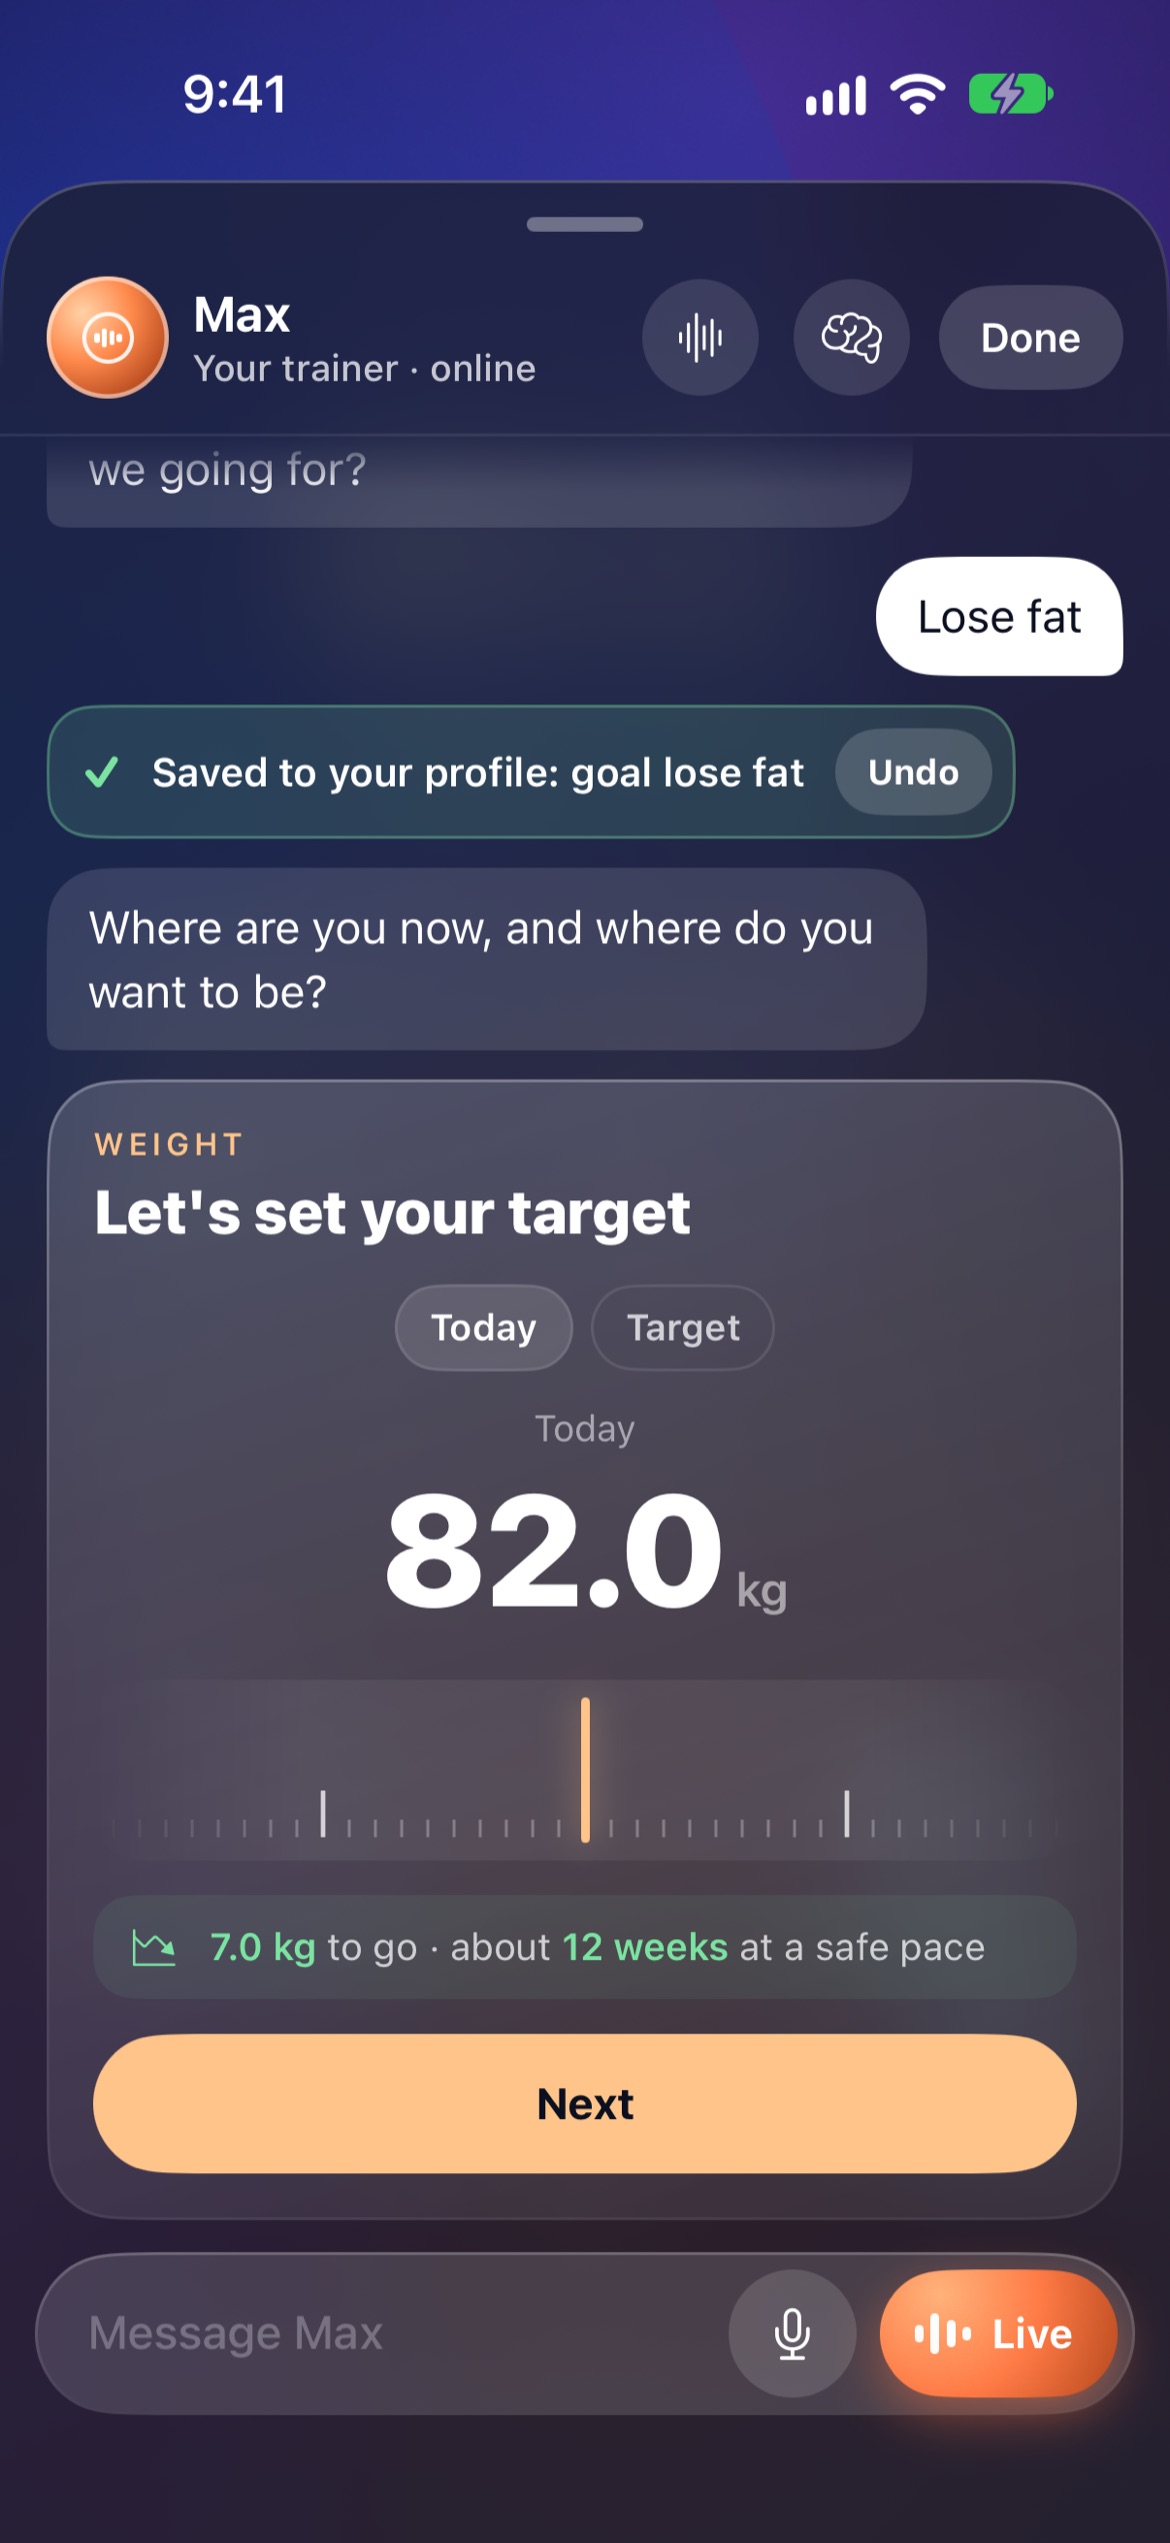 9:41
Max
Your trainer · online
Done
we going for?
Lose fat
Saved to your profile: goal lose fat
Undo
Where are you now, and where do you
want to be?
WEIGHT
Let's set your target
Today
Target
Today
82.0 kg
7.0 kg to go · about 12 weeks at a safe pace
Next
Message Max
Live